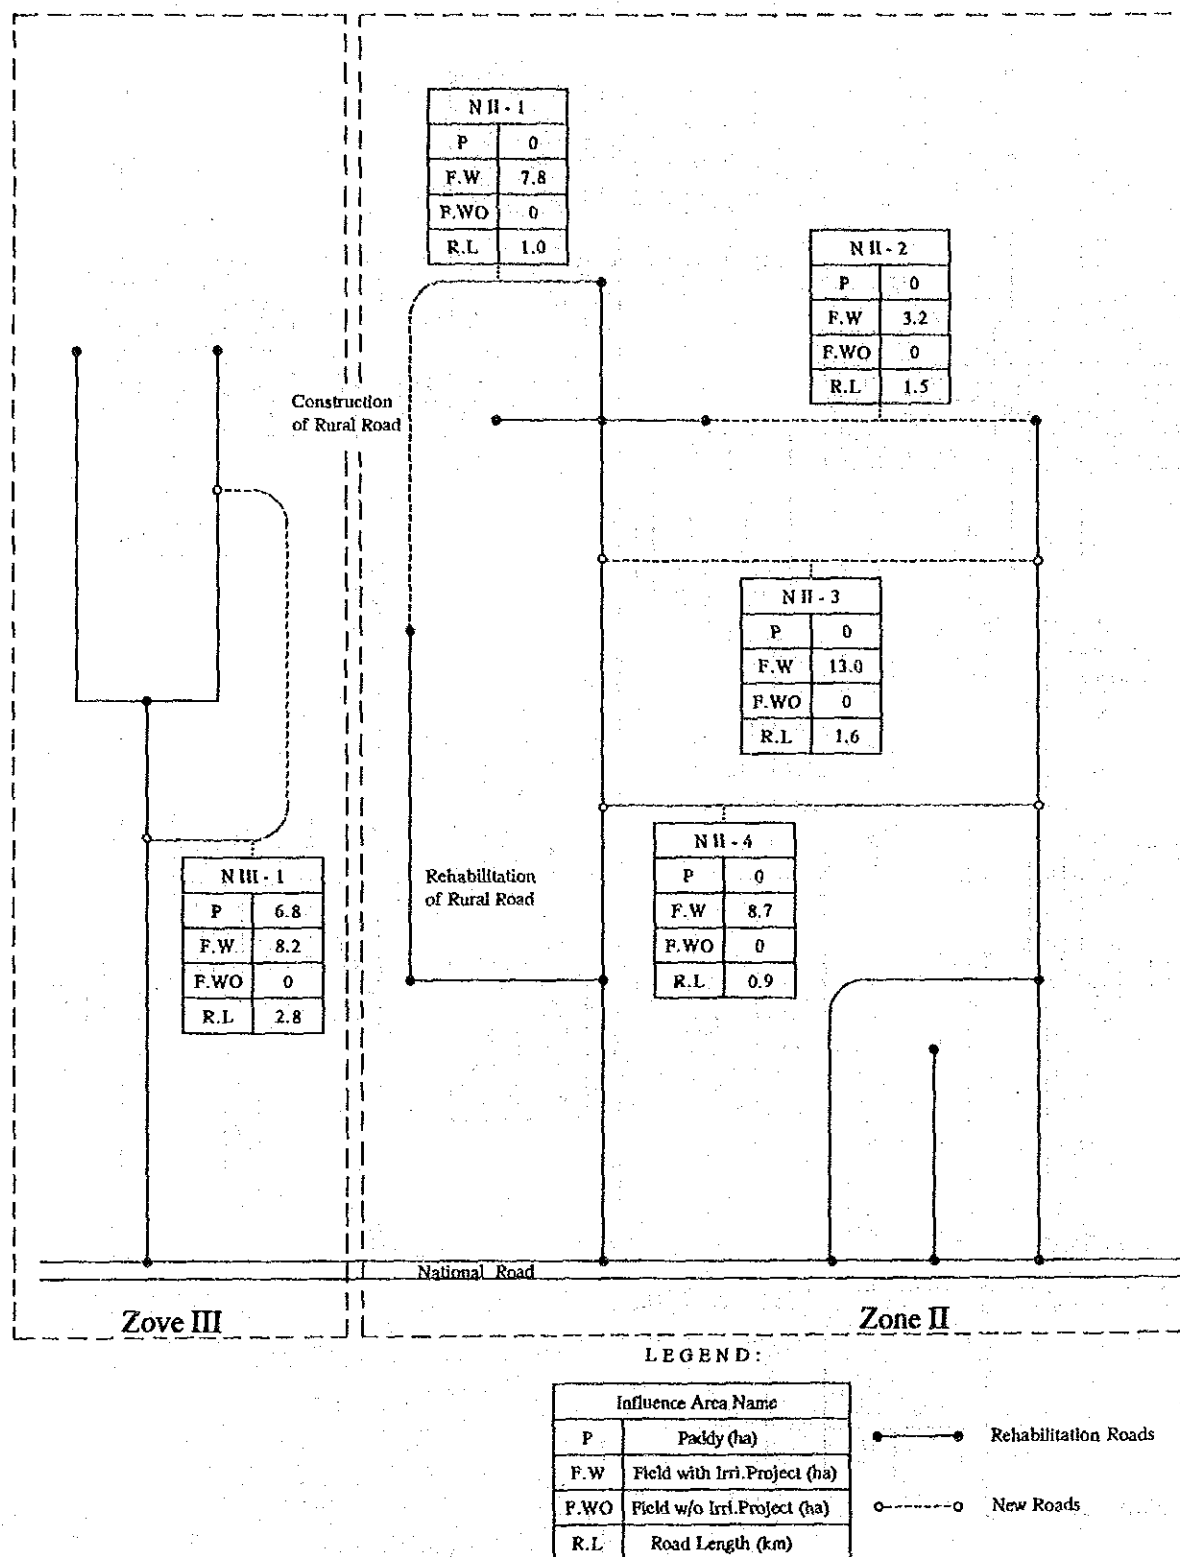 N II - 1
P 0
F.W 7.8
F.WO 0
R.L 1.0
N II - 2
P 0
F.W 3.2
F.WO 0
R.L 1.5
Construction
of Rural Road
N II - 3
P 0
F.W 13.0
F.WO 0
R.L 1.6
N II - 4
P 0
F.W 8.7
F.WO 0
R.L 0.9
Rehabilitation
of Rural Road
N III - 1
P 6.8
F.W 8.2
F.WO 0
R.L 2.8
National Road
Zove III
Zone II
LEGEND:
Influence Area Name
P Paddy (ha)
F.W Field with Irri.Project (ha)
F.WO Field w/o Irri.Project (ha)
R.L Road Length (km)
Rehabilitation Roads
New Roads